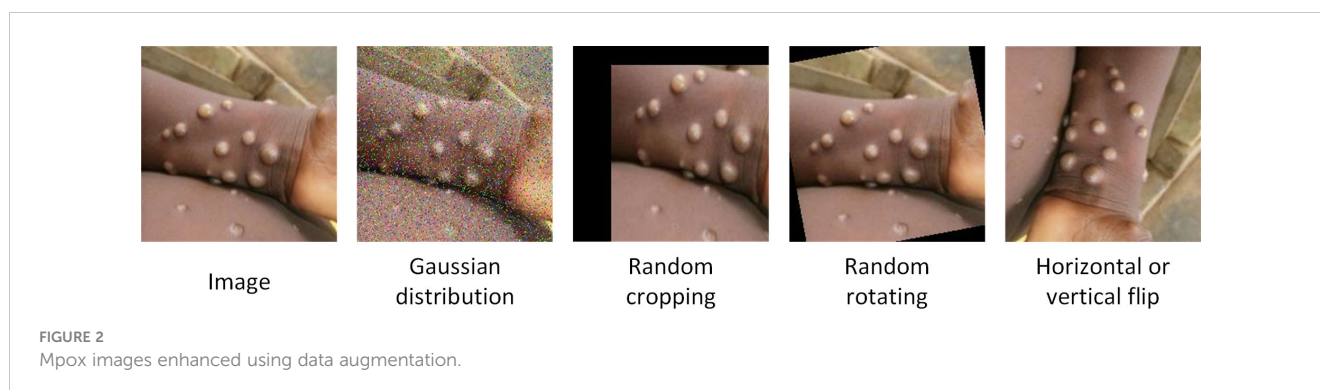 Image
Gaussian
distribution
Random
cropping
Random
rotating
Horizontal or
vertical flip
FIGURE 2
Mpox images enhanced using data augmentation.